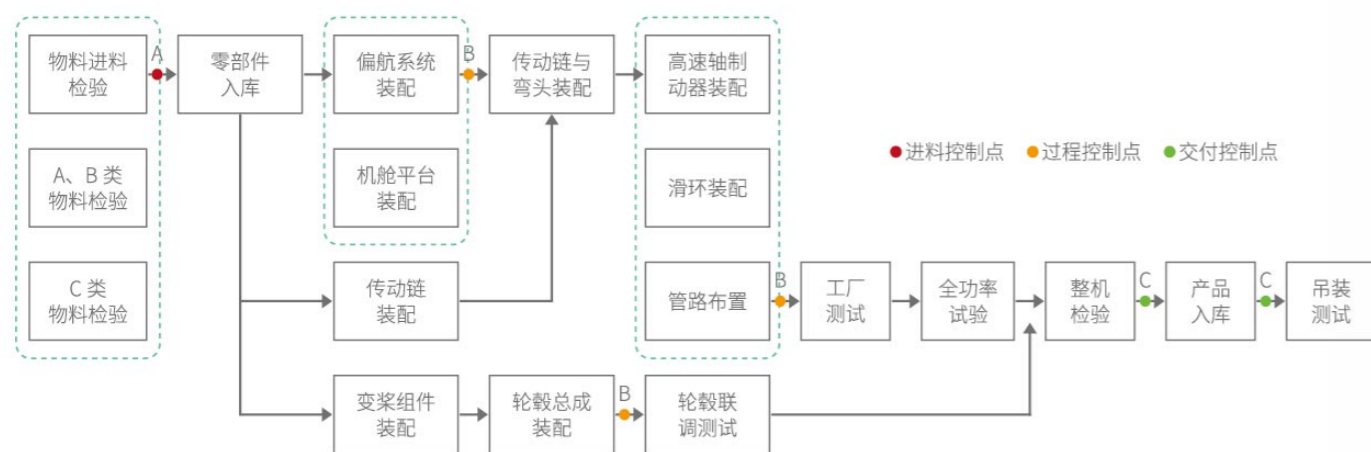 物料进料
检验
A
零部件
入库
偏航系统
装配
B
传动链与
弯头装配
高速轴制
动器装配
A、B 类
物料检验
机舱平台
装配
滑环装配
进料控制点
过程控制点
交付控制点
C 类
物料检验
传动链
装配
管路布置
B
工厂
测试
全功率
试验
整机
检验
C
产品
入库
C
吊装
测试
变桨组件
装配
轮毂总成
装配
B
轮毂联
调测试